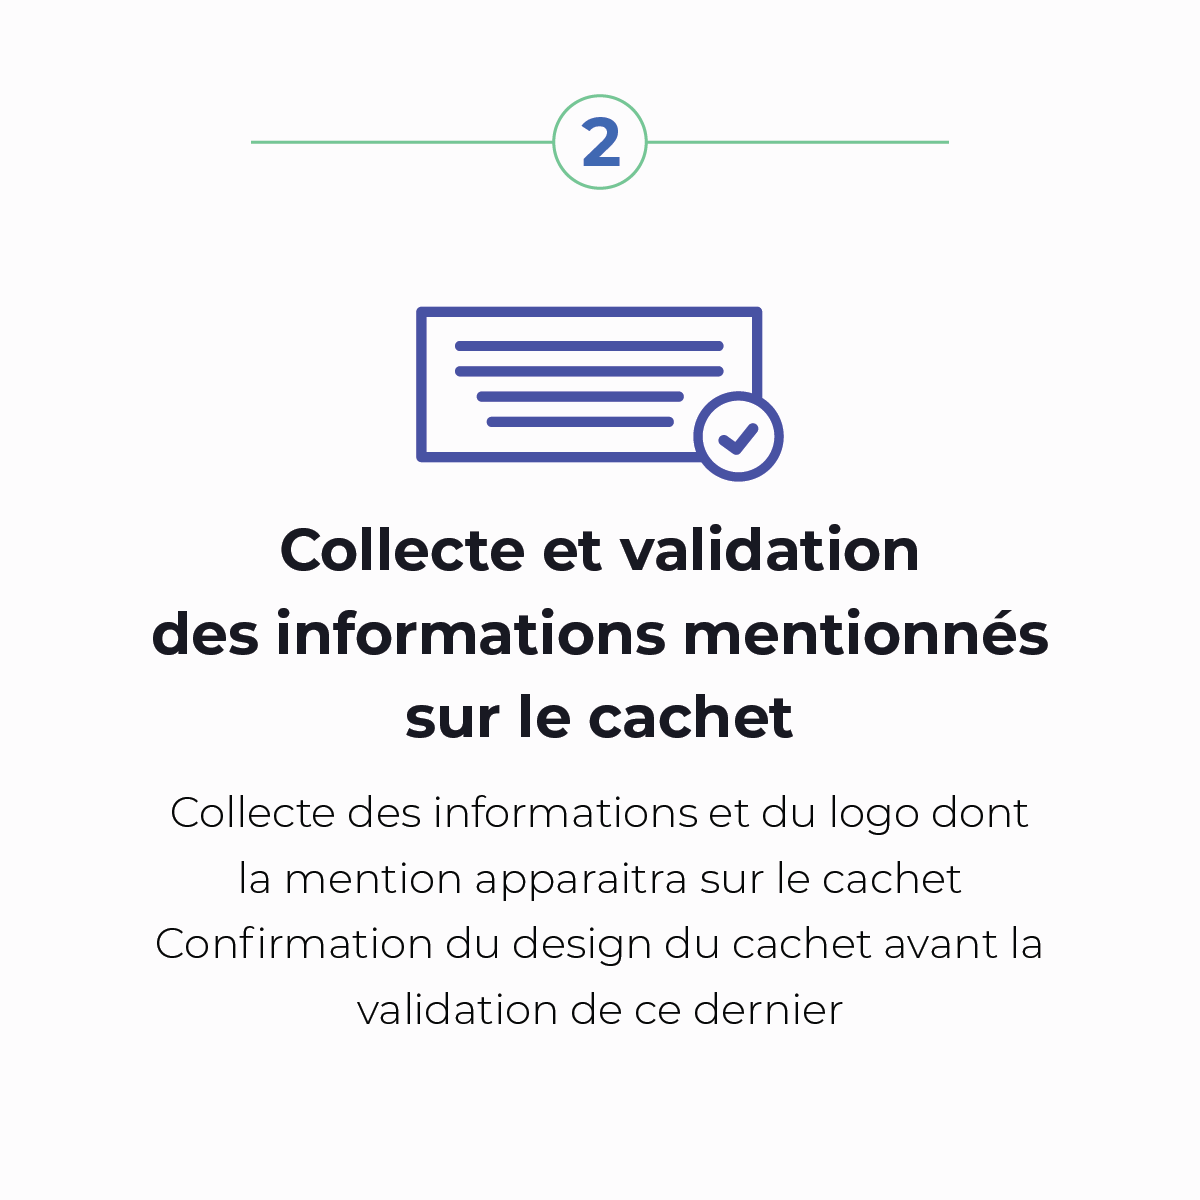 2
Collecte et validation
des informations mentionnés
sur le cachet
Collecte des informations et du logo dont
la mention apparaitra sur le cachet
Confirmation du design du cachet avant la
validation de ce dernier